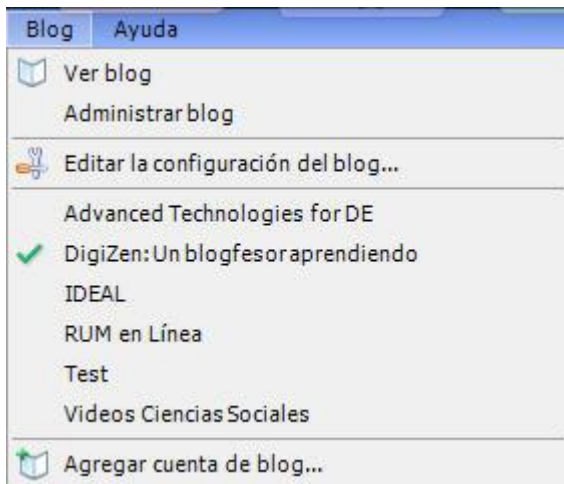 Blog Ayuda
Ver blog
Administrar blog
Editar la configuración del blog...
Advanced Technologies for DE
DigiZen: Un blogfesor aprendiendo
IDEAL
RUM en Línea
Test
Videos Ciencias Sociales
Agregar cuenta de blog...